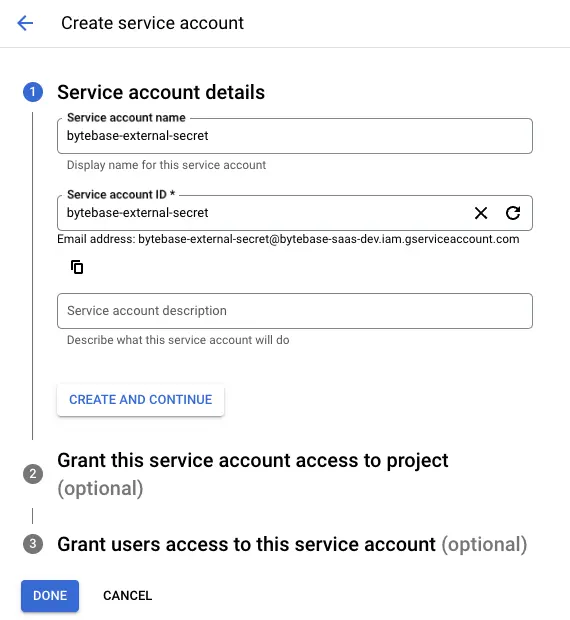 Create service account
1 Service account details
Service account name
bytebase-external-secret
Display name for this service account
Service account ID *
bytebase-external-secret
Email address: bytebase-external-secret@bytebase-saas-dev.iam.gserviceaccount.com
Service account description
Describe what this service account will do
CREATE AND CONTINUE
2 Grant this service account access to project
(optional)
3 Grant users access to this service account (optional)
DONE CANCEL